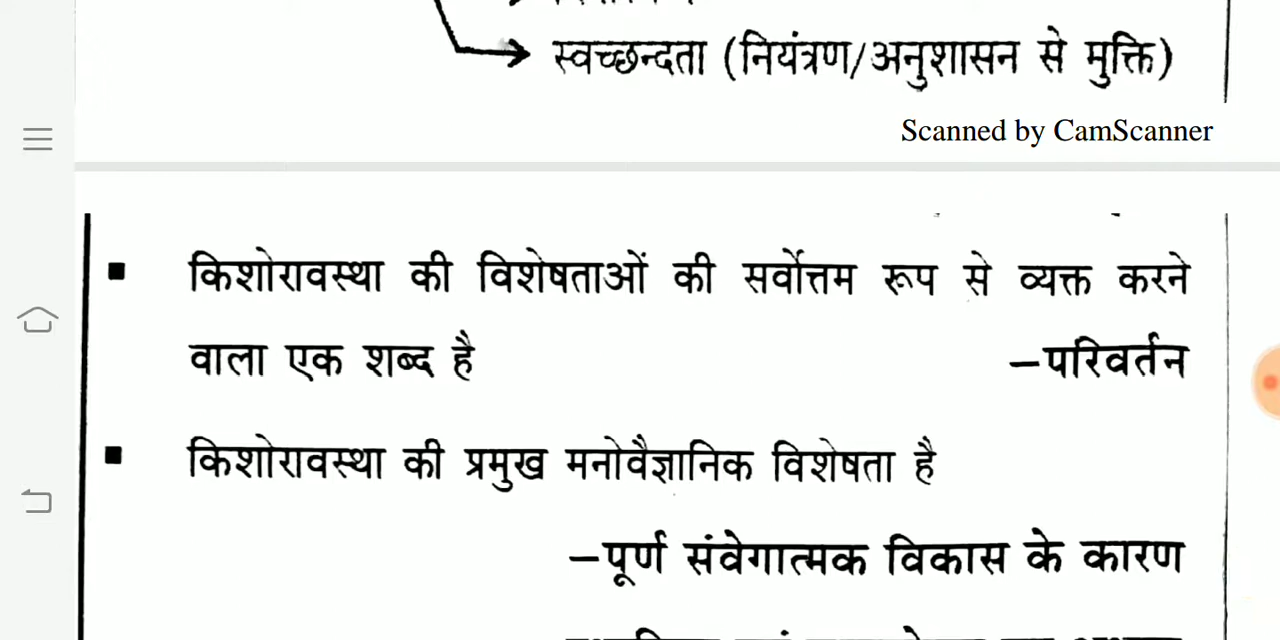 स्वच्छन्दता (नियंत्रण/अनुशासन से मुक्ति)
Scanned by CamScanner
किशोरावस्था की विशेषताओं की सर्वोत्तम रूप से व्यक्त करने
वाला एक शब्द है –परिवर्तन
किशोरावस्था की प्रमुख मनोवैज्ञानिक विशेषता है
–पूर्ण संवेगात्मक विकास के कारण